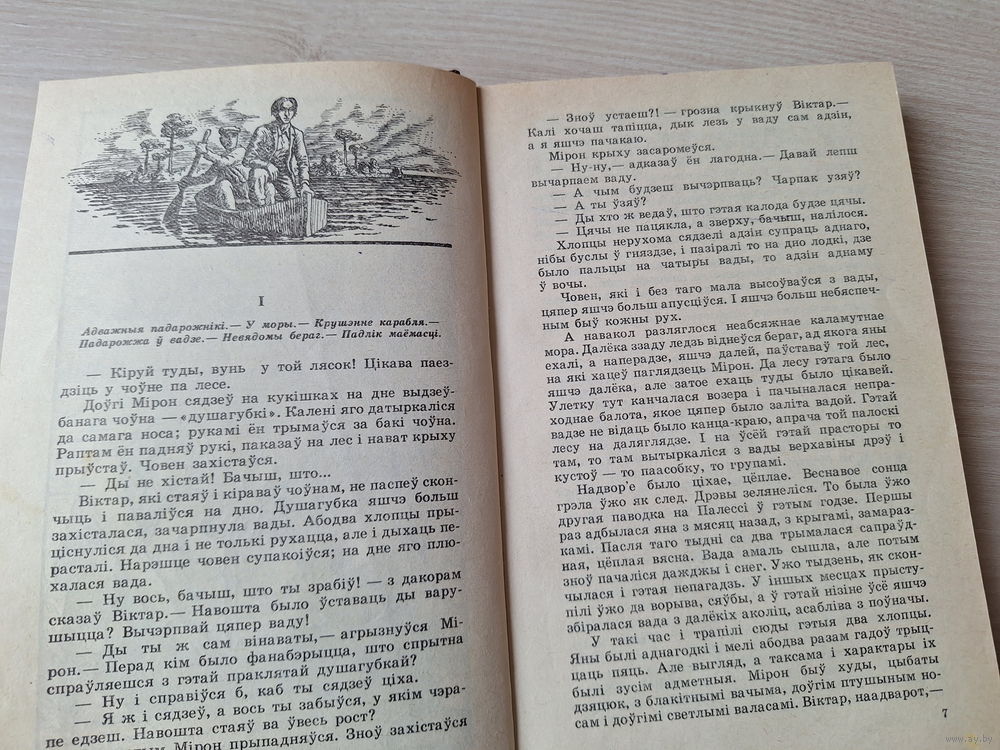 I
Адважныя падарожнікі.— У моры.— Крушэнне карабля.—
Падарожжа ў вадзе.— Невядомы бераг.— Падлік маёмасці.
— Кіруй туды, вунь у той лясок! Цікава паез-
дзіць у чоўне па лесе.
Доўгі Мірон сядзеў на кукішках на дне выдзеў-
банага чоўна — «душагубкі». Калені яго датыркаліся
да самага носа; рукамі ён трымаўся за бакі чоўна.
Раптам ён падняў рукі, паказаў на лес і нават крыху
прыўстаў. Човен захістаўся.
— Ды не хістай! Бачыш, што...
Віктар, які стаяў і кіраваў чоўнам, не паспеў скон-
чыць і паваліўся на дно. Душагубка яшчэ больш
захісталася, зачарпнула вады. Абодва хлопцы пры-
ціснуліся да дна і не толькі рухацца, але і дыхаць пе-
расталі. Нарэшце човен супакоіўся; на дне яго плю-
халася вада.
— Ну вось, бачыш, што ты зрабіў! — з дакорам
сказаў Віктар.— Навошта было ўставаць ды вару-
шыцца? Вычэрпвай цяпер ваду!
— Ды ты ж сам вінаваты,— агрызнуўся Мі-
рон.— Перад кім было фанабэрыцца, што спрытна
спраўляешся з гэтай праклятай душагубкай?
— Ну і справіўся б, каб ты сядзеў ціха.
— Я ж і сядзеў, а вось ты забыўся, у якім чэра-
пе едзеш. Навошта стаяў ва ўвесь рост?
тым Мірон прыпадняўся. Зноў захістаўся
— Зноў устаеш?! — грозна крыкнуў Віктар.—
Калі хочаш тапіцца, дык лезь у ваду сам адзін,
а я яшчэ пачакаю.
Мірон крыху засаромеўся.
— Ну-ну,— адказаў ён лагодна.— Давай лепш
вычарпаем ваду.
— А чым будзеш вычэрпваць? Чарпак узяў?
— А ты ўзяў?
— Ды хто ж ведаў, што гэтая калода будзе цячы.
— Цячы не пацякла, а зверху, бачыш, налілося.
Хлопцы нерухома сядзелі адзін супраць аднаго,
нібы буслы ў гняздзе, і пазіралі то на дно лодкі, дзе
было пальцы на чатыры вады, то адзін аднаму
ў вочы.
Човен, які і без таго мала высоўваўся з вады,
цяпер яшчэ больш апусціўся. І яшчэ больш небяспеч-
ным быў кожны рух.
А навакол разляглося неабсяжнае каламутнае
мора. Далёка ззаду ледзь віднеўся бераг, ад якога яны
ехалі, а наперадзе, яшчэ далей, паўставаў той лес,
на які хацеў паглядзець Мірон. Да лесу гэтага было
яшчэ далёка, але затое ехаць туды было цікавей.
Улетку тут канчалася возера і пачыналася непра-
ходнае балота, якое цяпер было заліта вадой. Гэтай
вадзе не відаць было канца-краю, апрача той палоскі
лесу на даляглядзе. І на ўсёй гэтай прасторы то
там, то там вытыркаліся з вады верхавіны дрэў і
кустоў — то паасобку, то групамі.
Надвор'е было ціхае, цёплае. Веснавое сонца
грэла ўжо як след. Дрэвы зелянеліся. То была ўжо
другая паводка на Палессі ў гэтым годзе. Першы
раз адбылася яна з месяц назад, з крыгамі, замараз-
камі. Пасля таго тыдні са два трымалася сапраўд-
ная, цёплая вясна. Вада амаль сышла, але потым
зноў пачаліся дажджы і снег. Ужо тыдзень, як скон-
чылася і гэтая непагадзь. У іншых месцах прысту-
пілі ўжо да ворыва, сяўбы, а ў гэтай нізіне ўсё яшчэ
збіралася вада з далёкіх аколіц, асабліва з поўначы.
У такі час і трапілі сюды гэтыя два хлопцы.
Яны былі аднагодкі і мелі абодва разам гадоў трыц-
цаць пяць. Але выгляд, а таксама і характары іх
былі зусім адметныя. Мірон быў худы, цыбаты
дзяцюк, з блакітнымі вачыма, доўгім птушыным но-
сам і доўгімі светлымі валасамі. Віктар, наадварот,—
7
www.ay.by